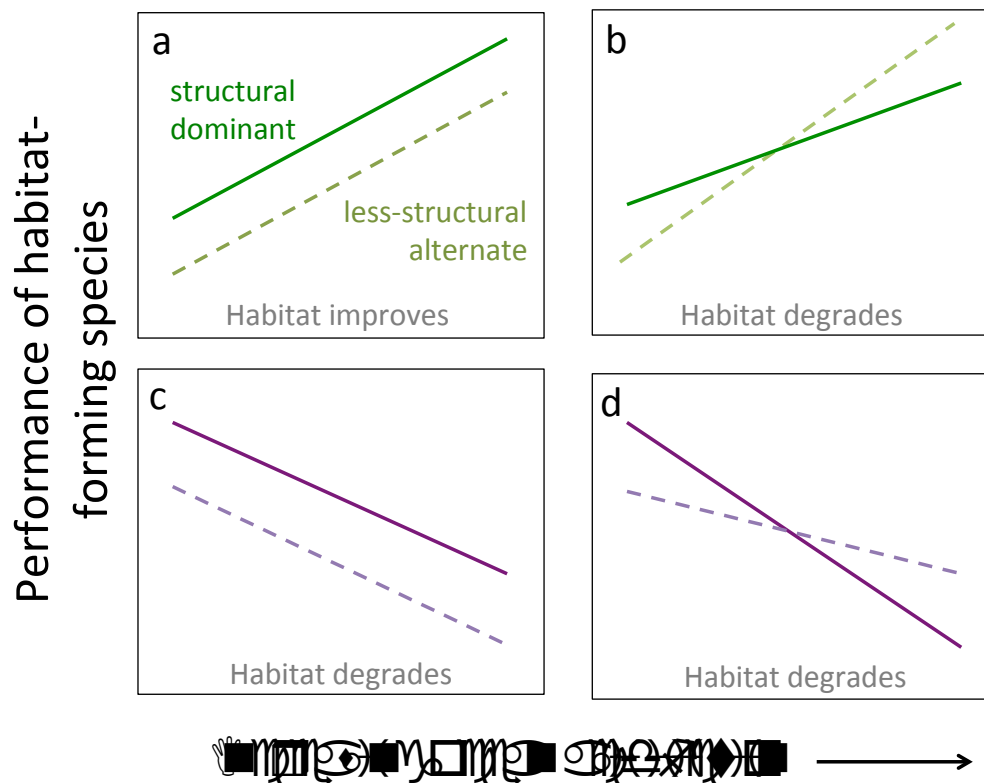 Performance of habitat-
forming species
a
structural
dominant
less-structural
alternate
Habitat improves
b
Habitat degrades
c
Habitat degrades
d
Habitat degrades